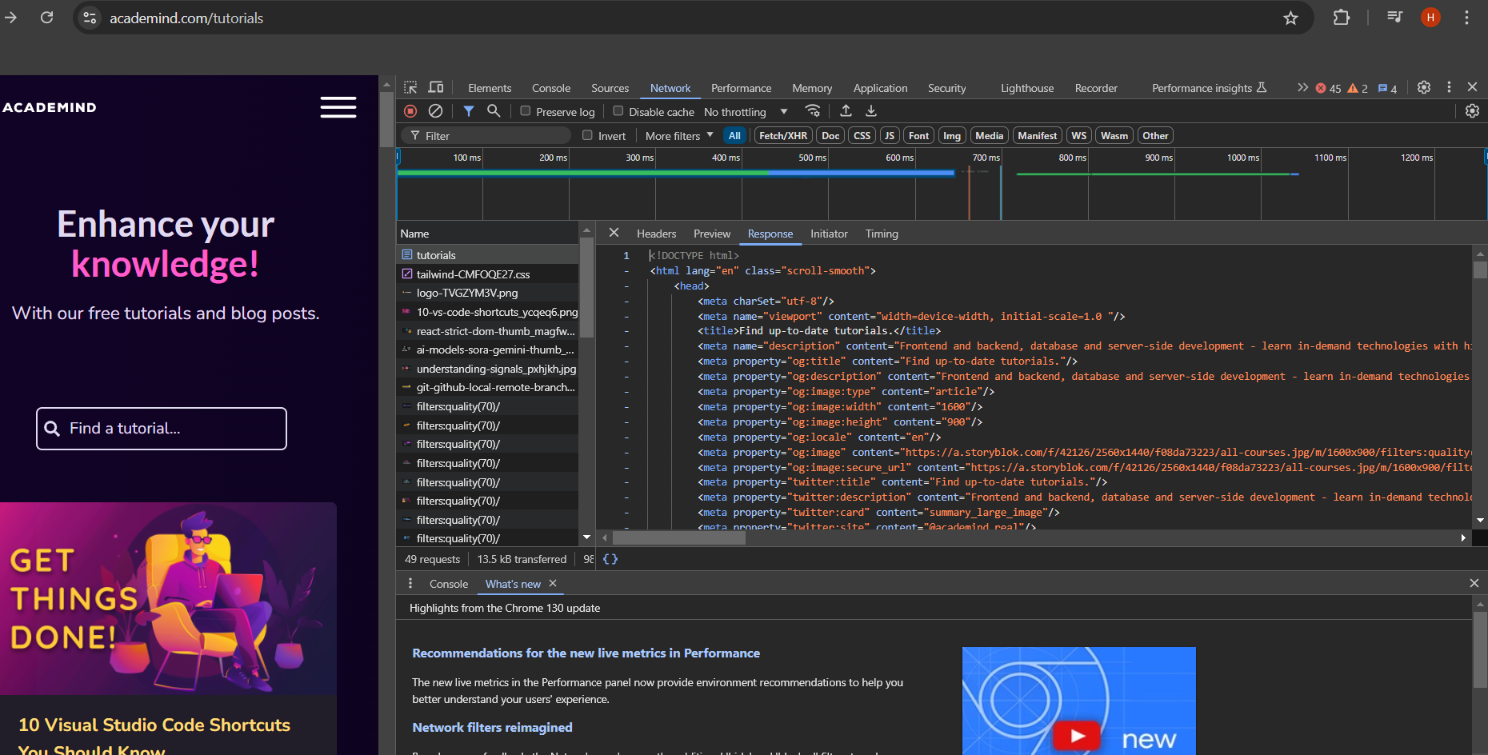 academind.com/tutorials
H
ACADEMIND
Enhance your
knowledge!
With our free tutorials and blog posts.
Find a tutorial...
GET
THINGS
DONE!
10 Visual Studio Code Shortcuts
You Should Know
Elements Console Sources Network Performance Memory Application Security Lighthouse Recorder Performance insights 45 2 4
Preserve log Disable cache No throttling
Filter Invert More filters All Fetch/XHR Doc CSS JS Font Img Media Manifest WS Wasm Other
100 ms 200 ms 300 ms 400 ms 500 ms 600 ms 700 ms 800 ms 900 ms 1000 ms 1100 ms 1200 ms
Name
tutorials
tailwind-CMFOQE27.css
logo-TVGZYM3V.png
10-vs-code-shortcuts_ycqeq6.png
react-strict-dom-thumb_magfw...
ai-models-sora-gemini-thumb_...
understanding-signals_pxhjkh.jpg
git-github-local-remote-branch...
filters:quality(70)/
filters:quality(70)/
filters:quality(70)/
filters:quality(70)/
filters:quality(70)/
filters:quality(70)/
filters:quality(70)/
filters:quality(70)/
49 requests 13.5 kB transferred 98
Headers Preview Response Initiator Timing
1 <!DOCTYPE html>
- <html lang="en" class="scroll-smooth">
- <head>
- <meta charSet="utf-8"/>
- <meta name="viewport" content="width=device-width, initial-scale=1.0 "/>
- <title>Find up-to-date tutorials.</title>
- <meta name="description" content="Frontend and backend, database and server-side development - learn in-demand technologies with hi
- <meta property="og:title" content="Find up-to-date tutorials."/>
- <meta property="og:description" content="Frontend and backend, database and server-side development - learn in-demand technologies
- <meta property="og:image:type" content="article"/>
- <meta property="og:image:width" content="1600"/>
- <meta property="og:image:height" content="900"/>
- <meta property="og:locale" content="en"/>
- <meta property="og:image" content="https://a.storyblok.com/f/42126/2560x1440/f08da73223/all-courses.jpg/m/1600x900/filters:quality(
- <meta property="og:image:secure_url" content="https://a.storyblok.com/f/42126/2560x1440/f08da73223/all-courses.jpg/m/1600x900/filte
- <meta property="twitter:title" content="Find up-to-date tutorials."/>
- <meta property="twitter:description" content="Frontend and backend, database and server-side development - learn in-demand technolo
- <meta property="twitter:card" content="summary_large_image"/>
- <meta property="twitter:site" content="@academind_real"/>
{}
Console What's new
Highlights from the Chrome 130 update
Recommendations for the new live metrics in Performance
The new live metrics in the Performance panel now provide environment recommendations to help you
better understand your users' experience.
Network filters reimagined
new